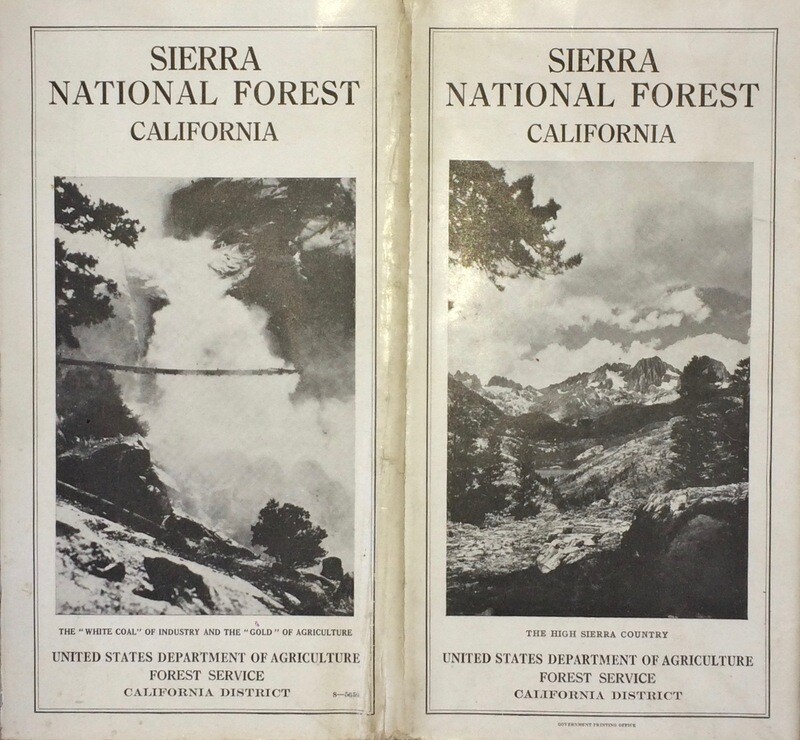 SIERRA
NATIONAL FOREST
CALIFORNIA
THE "WHITE COAL" OF INDUSTRY AND THE "GOLD" OF AGRICULTURE
UNITED STATES DEPARTMENT OF AGRICULTURE
FOREST SERVICE
CALIFORNIA DISTRICT
SIERRA
NATIONAL FOREST
CALIFORNIA
THE HIGH SIERRA COUNTRY
UNITED STATES DEPARTMENT OF AGRICULTURE
FOREST SERVICE
CALIFORNIA DISTRICT
GOVERNMENT PRINTING OFFICE